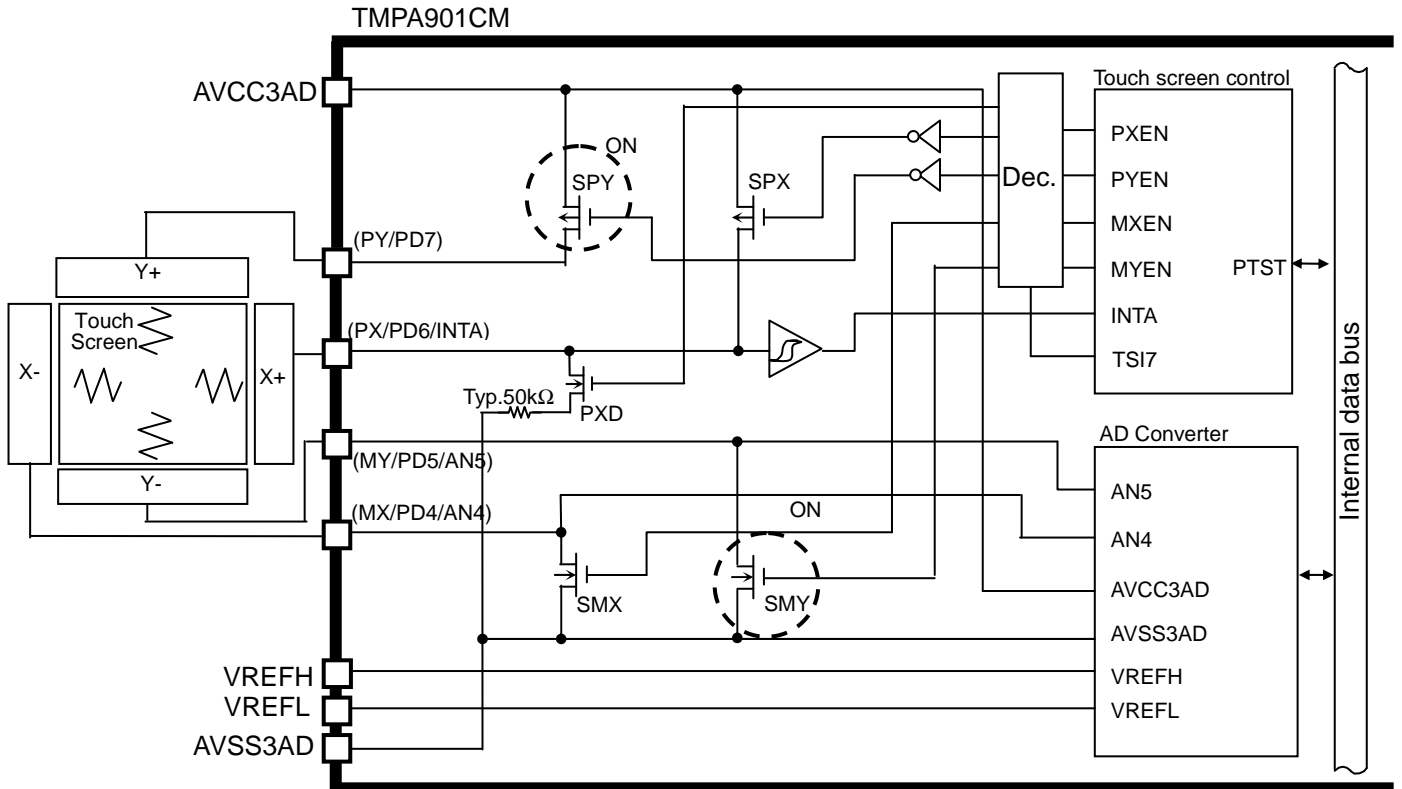 TMPA901CM
AVCC3AD
Touch screen control
ON
SPY
SPX
Dec.
PXEN
PYEN
MXEN
MYEN
PTST
INTA
TSI7
(PY/PD7)
Y+
Touch
Screen
X-
X+
Y-
(PX/PD6/INTA)
Typ.50kΩ
PXD
(MY/PD5/AN5)
(MX/PD4/AN4)
ON
SMX
SMY
AD Converter
AN5
AN4
AVCC3AD
AVSS3AD
VREFH
VREFL
Internal data bus
VREFH
VREFL
AVSS3AD